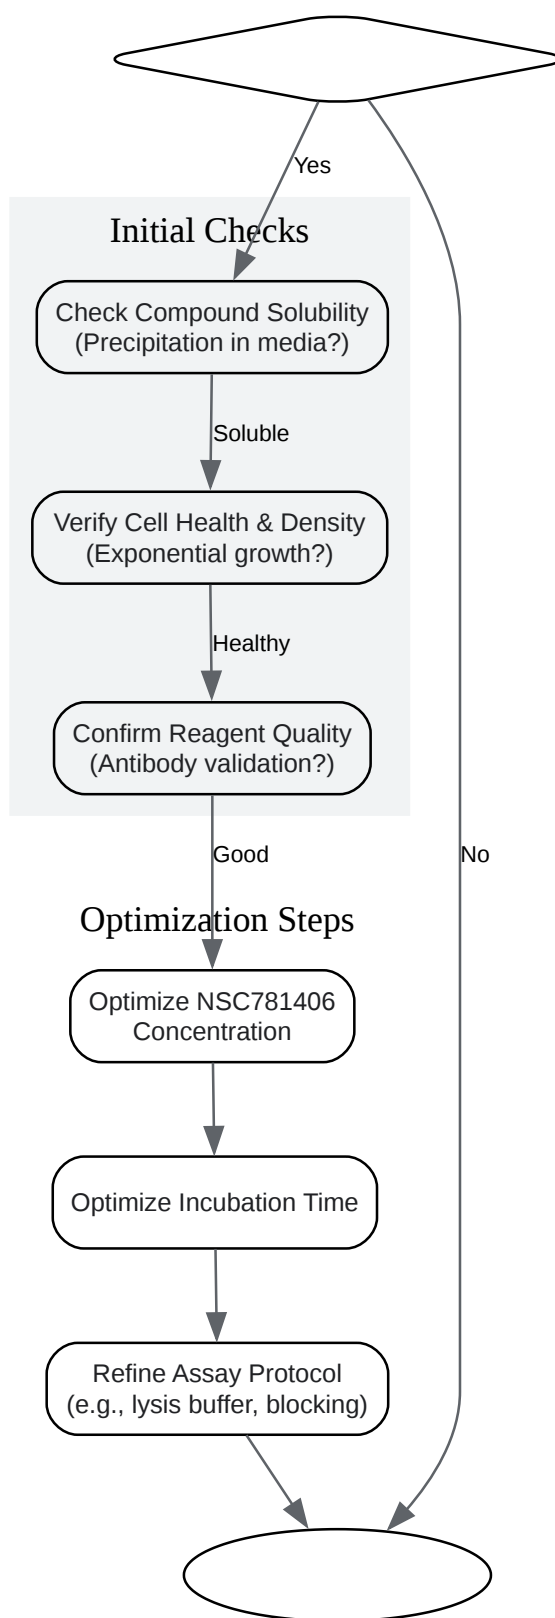 Yes
Initial Checks
Check Compound Solubility
(Precipitation in media?)
Soluble
Verify Cell Health & Density
(Exponential growth?)
Healthy
Confirm Reagent Quality
(Antibody validation?)
Good
No
Optimization Steps
Optimize NSC781406
Concentration
Optimize Incubation Time
Refine Assay Protocol
(e.g., lysis buffer, blocking)